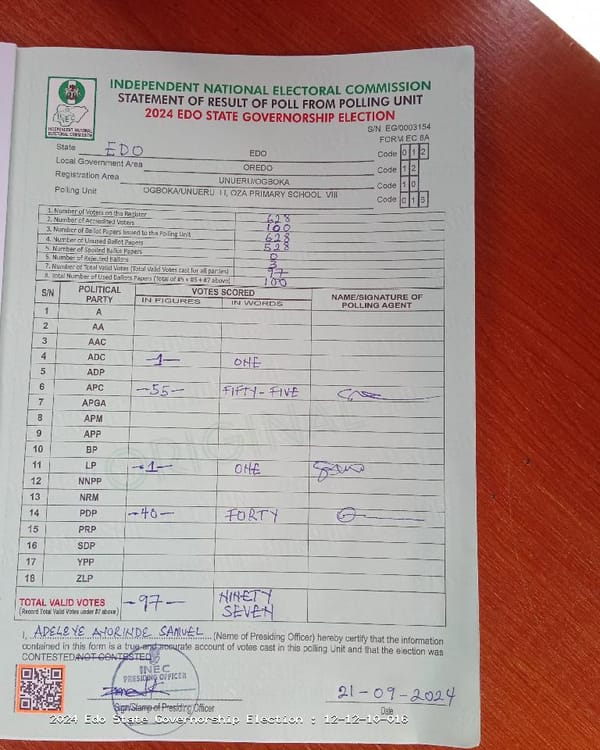 INDEPENDENT NATIONAL ELECTORAL COMMISSION
STATEMENT OF RESULT OF POLL FROM POLLING UNIT
2024 EDO STATE GOVERNORSHIP ELECTION
INEC
INDEPENDENT NATIONAL
ELECTORAL COMMISSION
S/N EG/0003154
FORM EC 8A
State EDO EDO Code 0 1 2
Local Government Area OREDO Code 1 2
Registration Area UNUERU/OGBOKA Code 1 0
Polling Unit OGBOKA/UNUERU II, OZA PRIMARY SCHOOL VIII Code 0 1 6
1. Number of Voters on the Register 628
2. Number of Accredited Voters 100
3. Number of Ballot Papers Issued to the Polling Unit 628
4. Number of Unused Ballot Papers 528
5. Number of Spoiled Ballot Papers 0
6. Number of Rejected Ballots 3
7. Number of Total Valid Votes (Total Valid Votes cast for all parties) 97
8. Total Number of Used Ballots Papers (Total of #5 + #6 + #7 above) 100
S/N POLITICAL PARTY VOTES SCORED NAME/SIGNATURE OF POLLING AGENT
IN FIGURES IN WORDS
1 A
2 AA
3 AAC
4 ADC -1- ONE
5 ADP
6 APC -55- FIFTY-FIVE
7 APGA
8 APM
9 APP
10 BP
11 LP -1- ONE
12 NNPP
13 NRM
14 PDP -40- FORTY
15 PRP
16 SDP
17 YPP
18 ZLP
TOTAL VALID VOTES -97- NINETY SEVEN
(Record Total Valid Votes under #7 above)
I, ADELEYE AYORINDE SAMUEL (Name of Presiding Officer) hereby certify that the information
contained in this form is a true and accurate account of votes cast in this polling Unit and that the election was
CONTESTED/NOT CONTESTED
INEC
PRESIDING OFFICER
21-09-2024
Sign/Stamp of Presiding Officer Date
2024 Edo State Governorship Election : 12-12-10-016